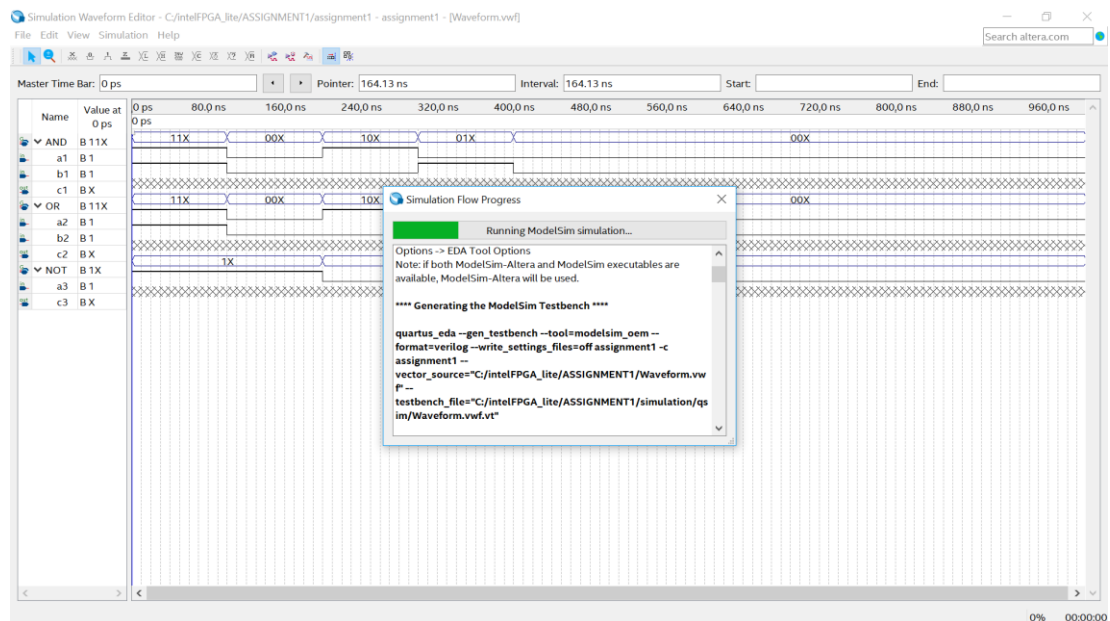 Simulation Waveform Editor - C:/intelFPGA_lite/ASSIGNMENT1/assignment1 - assignment1 - [Waveform.vwf]
File Edit View Simulation Help
Search altera.com
Master Time Bar: 0 ps
Pointer: 164.13 ns
Interval: 164.13 ns
Start:
End:
Name
Value at
0 ps
0 ps 80.0 ns 160.0 ns 240.0 ns 320.0 ns 400.0 ns 480.0 ns 560.0 ns 640.0 ns 720.0 ns 800.0 ns 880.0 ns 960.0 ns
0 ps
AND B 11X 11X 00X 10X 01X 00X
a1 B 1
b1 B 1
c1 B X
OR B 11X 11X 00X 10X 00X
a2 B 1
b2 B 1
c2 B X
NOT B 1X 1X
a3 B 1
c3 B X
Simulation Flow Progress
Running ModelSim simulation...
Options -> EDA Tool Options
Note: if both ModelSim-Altera and ModelSim executables are
available, ModelSim-Altera will be used.
**** Generating the ModelSim Testbench ****
quartus_eda --gen_testbench --tool=modelsim_oem --
format=verilog --write_settings_files=off assignment1 -c
assignment1 --
vector_source="C:/intelFPGA_lite/ASSIGNMENT1/Waveform.vw
f" --
testbench_file="C:/intelFPGA_lite/ASSIGNMENT1/simulation/qs
im/Waveform.vwf.vt"
0% 00:00:00